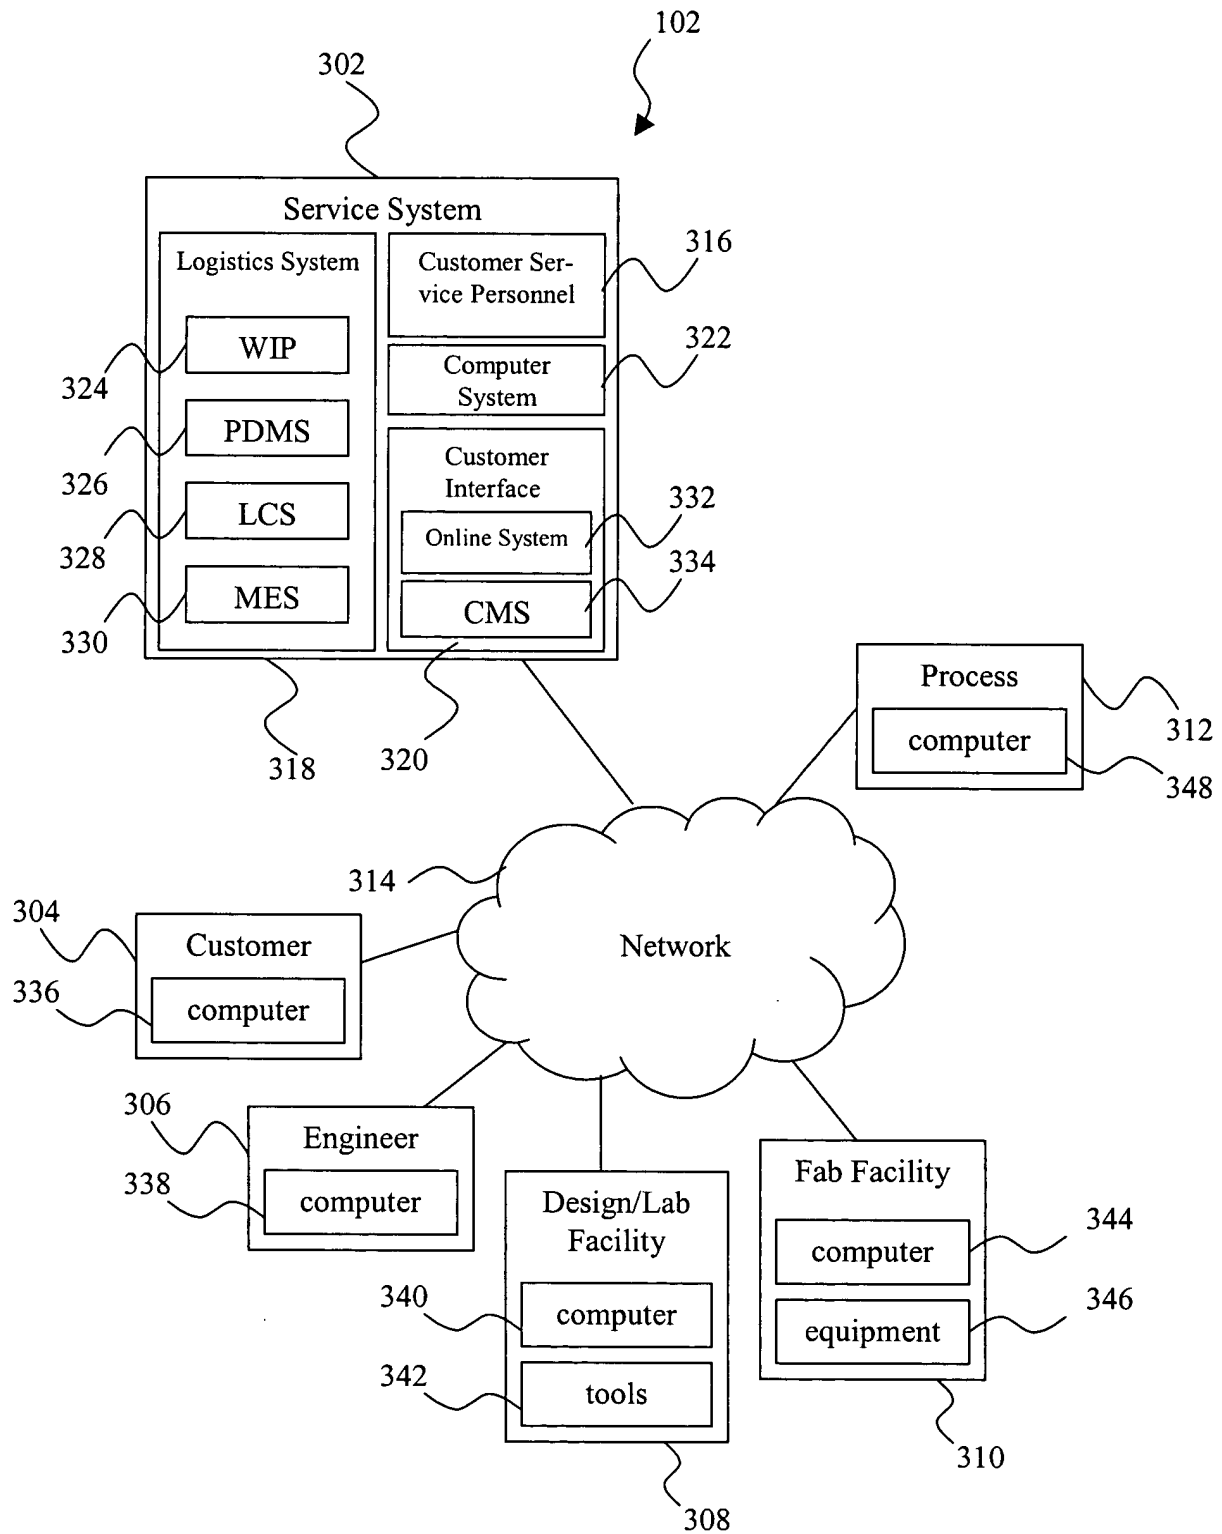 102
302
Service System
Logistics System
WIP
PDMS
LCS
MES
324
326
328
330
318
Customer Ser-
vice Personnel
316
Computer
System
322
Customer
Interface
Online System
332
CMS
334
320
Process
computer
312
348
314
Network
304
Customer
336
computer
306
Engineer
338
computer
Design/Lab
Facility
340
computer
342
tools
308
Fab Facility
computer
344
equipment
346
310